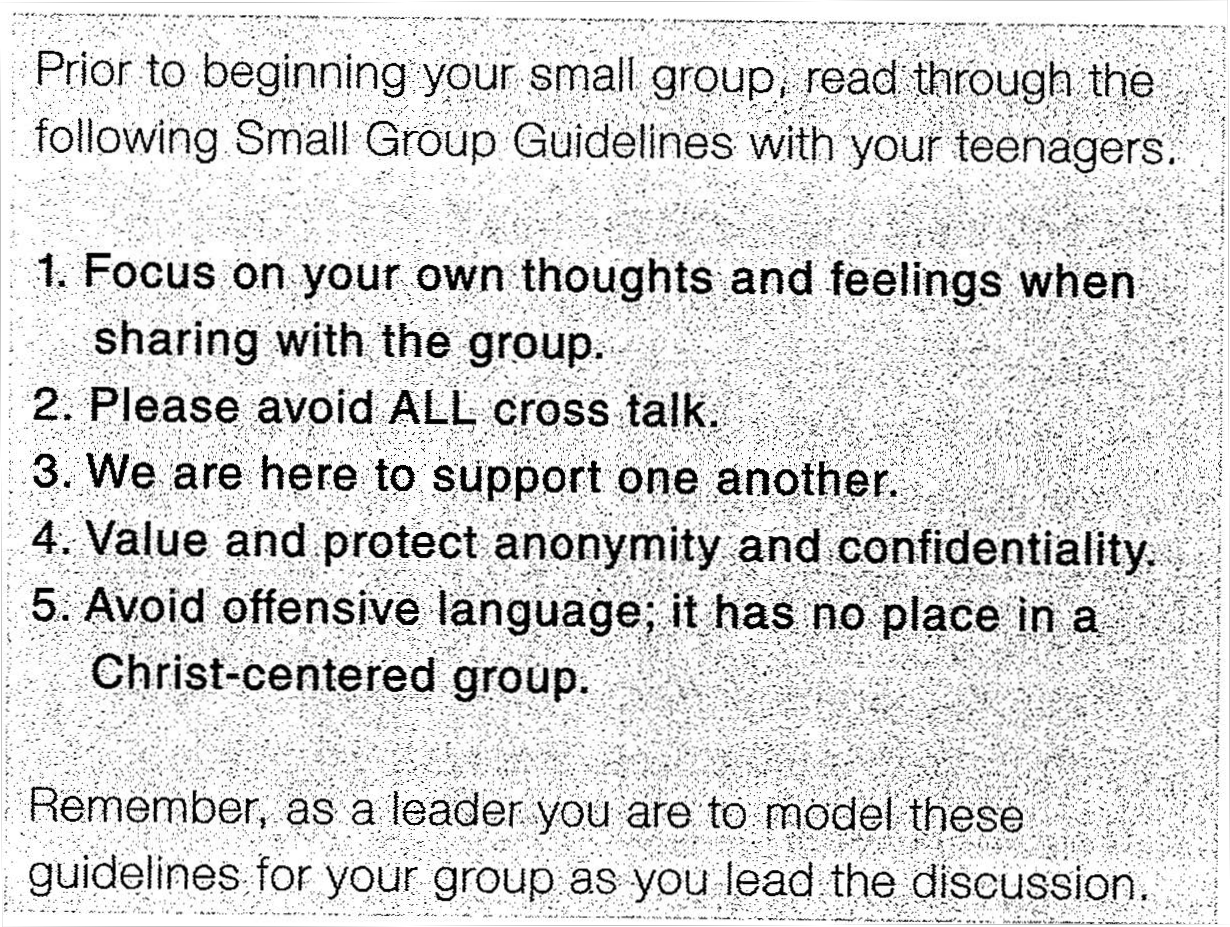 Prior to beginning your small group, read through the
following Small Group Guidelines with your teenagers.
1. Focus on your own thoughts and feelings when
sharing with the group.
2. Please avoid ALL cross talk.
3. We are here to support one another.
4. Value and protect anonymity and confidentiality.
5. Avoid offensive language; it has no place in a
Christ-centered group.
Remember, as a leader you are to model these
guidelines for your group as you lead the discussion.